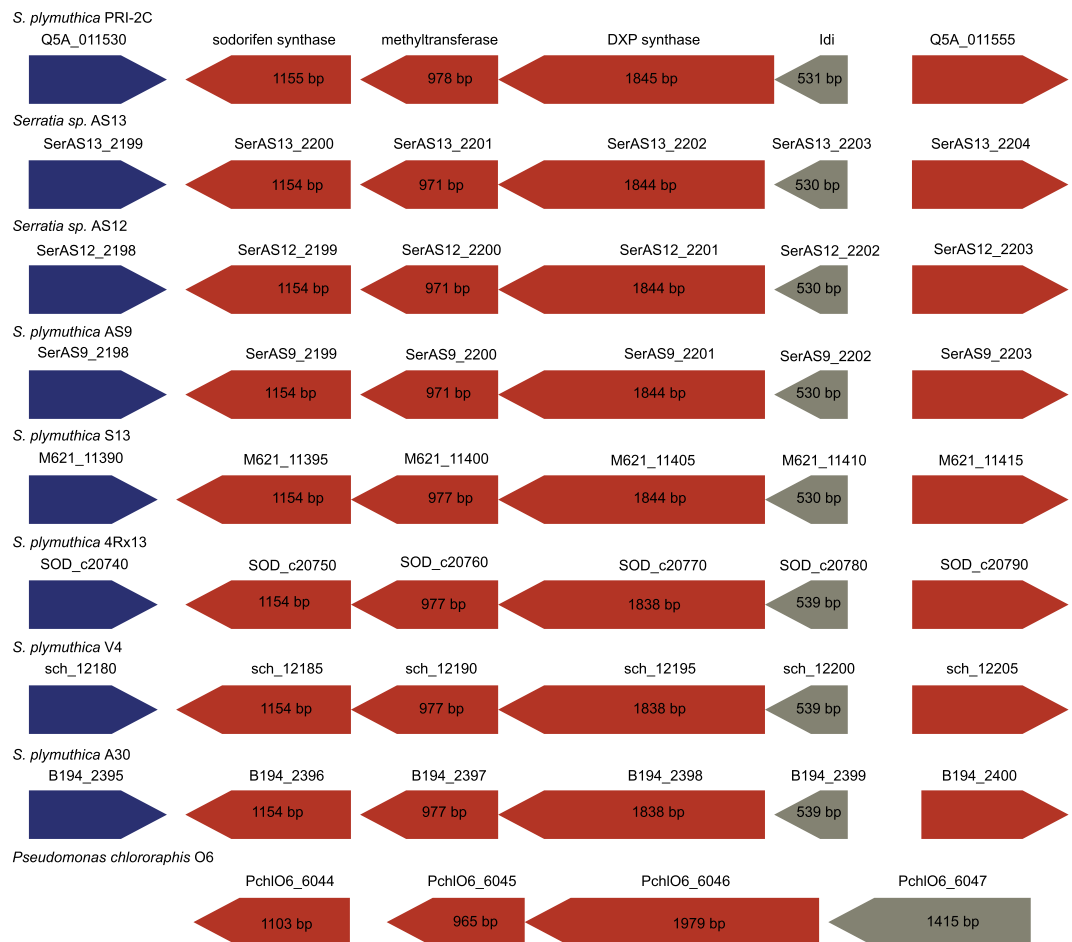 S. plymuthica PRI-2C
Q5A_011530 sodorifen synthase methyltransferase DXP synthase Idi Q5A_011555
1155 bp 978 bp 1845 bp 531 bp
Serratia sp. AS13
SerAS13_2199 SerAS13_2200 SerAS13_2201 SerAS13_2202 SerAS13_2203 SerAS13_2204
1154 bp 971 bp 1844 bp 530 bp
Serratia sp. AS12
SerAS12_2198 SerAS12_2199 SerAS12_2200 SerAS12_2201 SerAS12_2202 SerAS12_2203
1154 bp 971 bp 1844 bp 530 bp
S. plymuthica AS9
SerAS9_2198 SerAS9_2199 SerAS9_2200 SerAS9_2201 SerAS9_2202 SerAS9_2203
1154 bp 971 bp 1844 bp 530 bp
S. plymuthica S13
M621_11390 M621_11395 M621_11400 M621_11405 M621_11410 M621_11415
1154 bp 977 bp 1844 bp 530 bp
S. plymuthica 4Rx13
SOD_c20740 SOD_c20750 SOD_c20760 SOD_c20770 SOD_c20780 SOD_c20790
1154 bp 977 bp 1838 bp 539 bp
S. plymuthica V4
sch_12180 sch_12185 sch_12190 sch_12195 sch_12200 sch_12205
1154 bp 977 bp 1838 bp 539 bp
S. plymuthica A30
B194_2395 B194_2396 B194_2397 B194_2398 B194_2399 B194_2400
1154 bp 977 bp 1838 bp 539 bp
Pseudomonas chlororaphis O6
PchlO6_6044 PchlO6_6045 PchlO6_6046 PchlO6_6047
1103 bp 965 bp 1979 bp 1415 bp